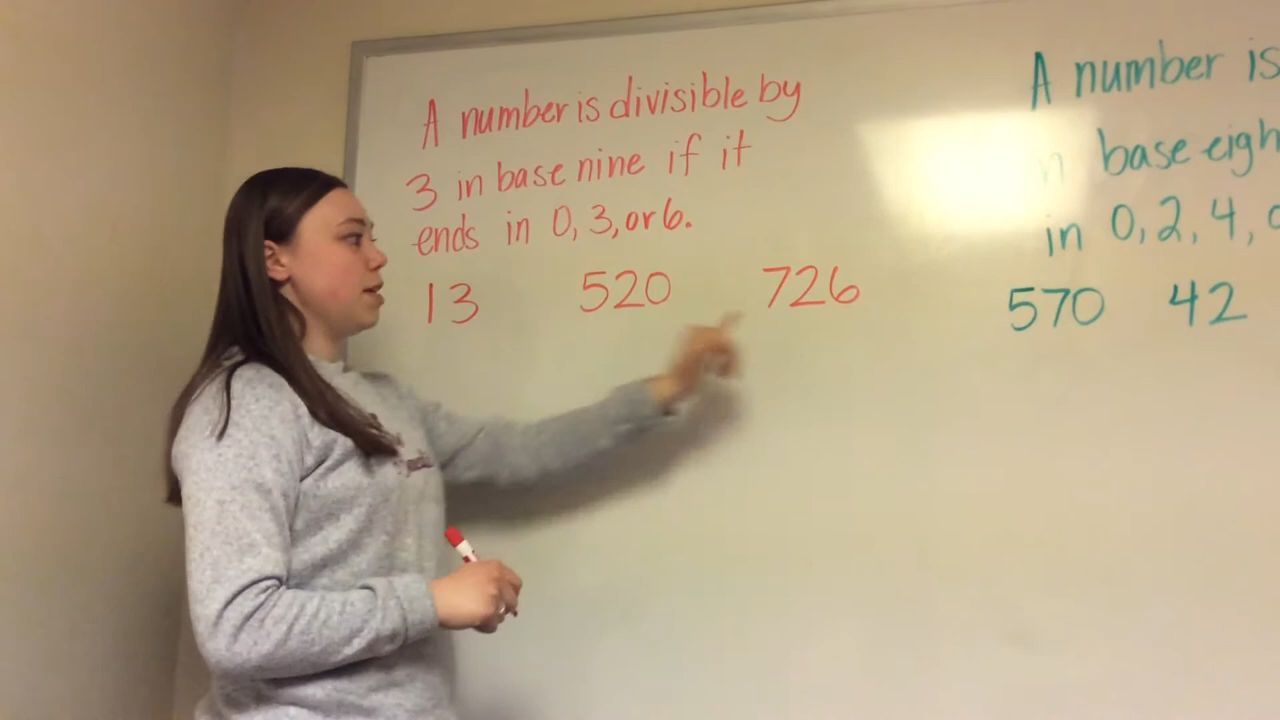 A number is divisible by
3 in base nine if it
ends in 0, 3, or 6.
13 520 726
A number is
n base eigh
in 0, 2, 4, o
570 42